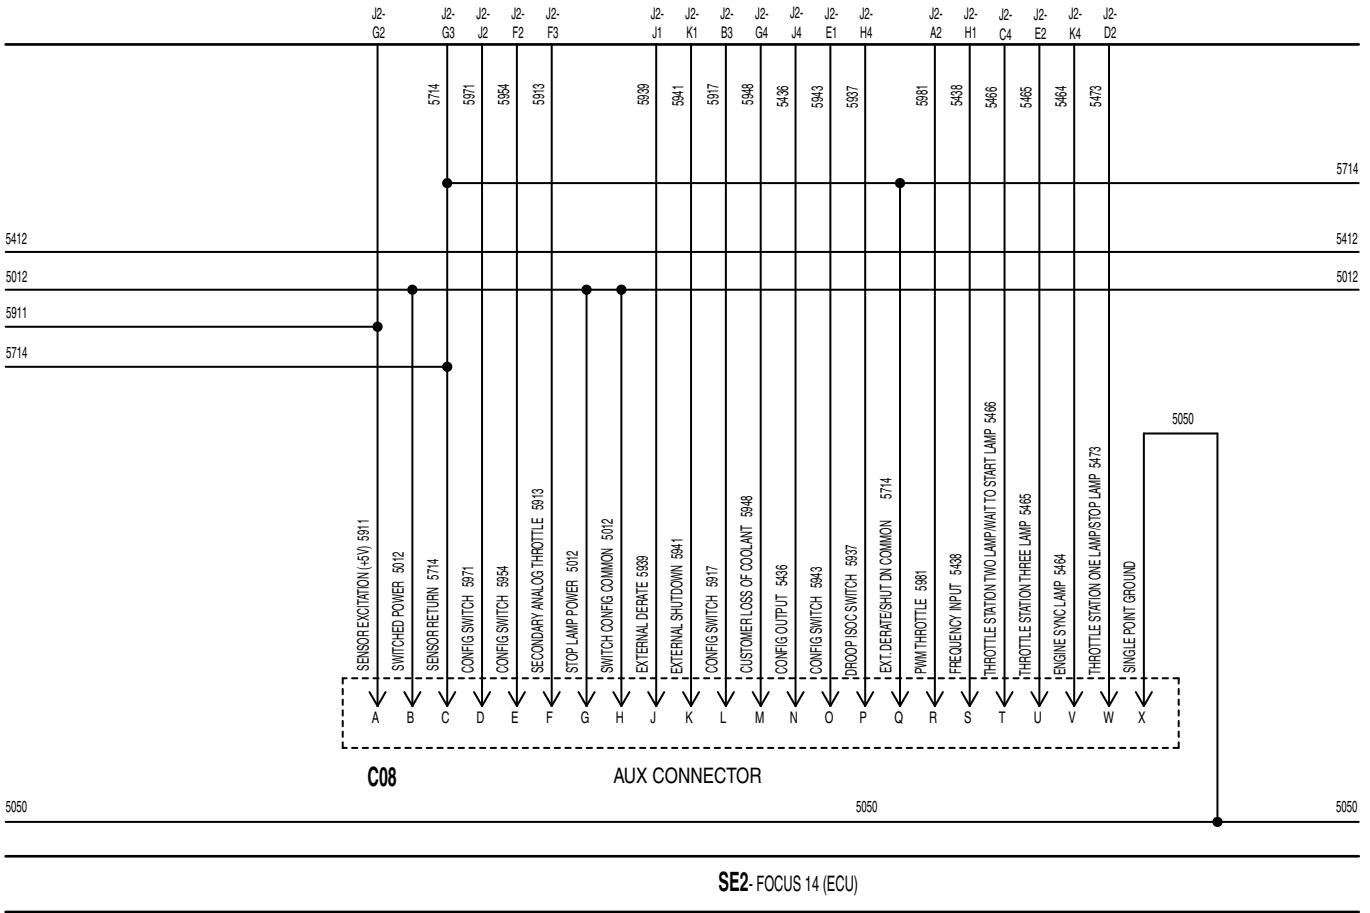 J2- J2- J2- J2- J2- J2- J2- J2- J2- J2- J2- J2- J2- J2- J2- J2- J2- J2-
G2 G3 J2 F2 F3 J1 K1 B3 G4 J4 E1 H4 A2 H1 C4 E2 K4 D2
5714
5971
5954
5913
5939
5941
5917
5948
5436
5943
5937
5981
5438
5466
5465
5464
5473
5714
5412 5412
5012 5012
5911
5714
5050
SENSOR EXCITATION (+5V) 5911
SWITCHED POWER 5012
SENSOR RETURN 5714
CONFIG SWITCH 5971
CONFIG SWITCH 5954
SECONDARY ANALOG THROTTLE 5913
STOP LAMP POWER 5012
SWITCH CONFIG COMMON 5012
EXTERNAL DERATE 5939
EXTERNAL SHUTDOWN 5941
CONFIG SWITCH 5917
CUSTOMER LOSS OF COOLANT 5948
CONFIG OUTPUT 5436
CONFIG SWITCH 5943
DROOP ISOC SWITCH 5937
EXT. DERATE/SHUT DN COMMON 5714
PWM THROTTLE 5981
FREQUENCY INPUT 5438
THROTTLE STATION TWO LAMP/WAIT TO START LAMP 5466
THROTTLE STATION THREE LAMP 5465
ENGINE SYNC LAMP 5464
THROTTLE STATION ONE LAMP/STOP LAMP 5473
SINGLE POINT GROUND
A B C D E F G H J K L M N O P Q R S T U V W X
C08 AUX CONNECTOR
5050 5050 5050
SE2- FOCUS 14 (ECU)